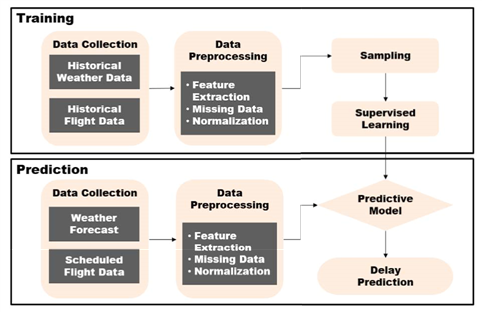 Training
Data Collection
Historical
Weather Data
Historical
Flight Data
Data
Preprocessing
• Feature
Extraction
• Missing Data
• Normalization
Sampling
Supervised
Learning
Prediction
Data Collection
Weather
Forecast
Scheduled
Flight Data
Data
Preprocessing
• Feature
Extraction
• Missing Data
• Normalization
Predictive
Model
Delay
Prediction